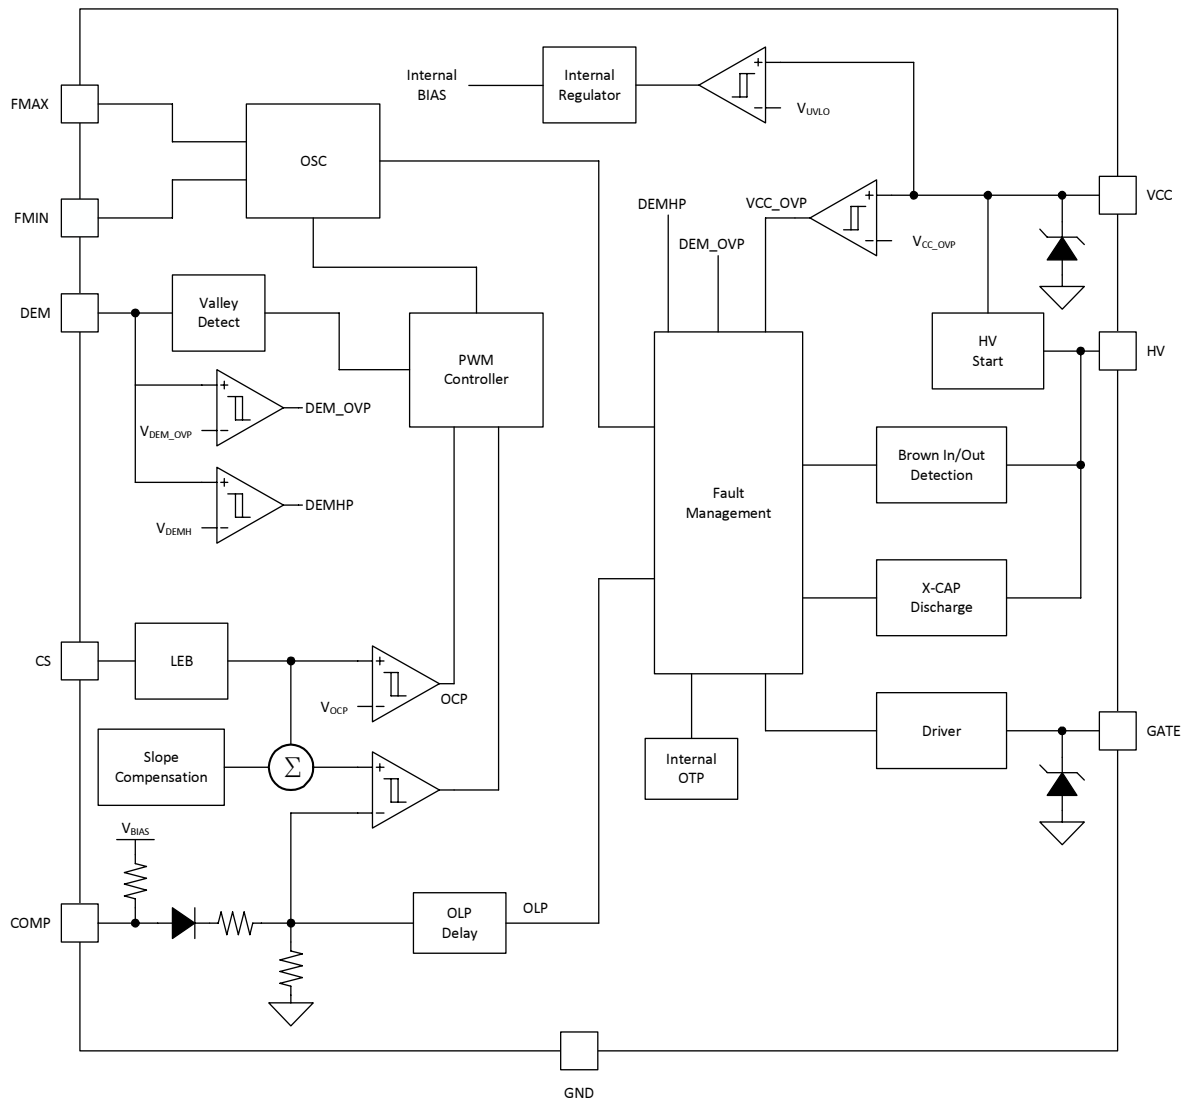 Internal
BIAS
Internal
Regulator
+
−
VUVLO
FMAX
OSC
FMIN
VCC
DEMHP
VCC_OVP
+
−
VCC_OVP
DEM_OVP
DEM
Valley
Detect
PWM
Controller
HV
Start
HV
+
−
DEM_OVP
VDEM_OVP
Brown In/Out
Detection
+
−
DEMHP
VDEMH
Fault
Management
X-CAP
Discharge
CS
LEB
+
−
VOCP
OCP
Slope
Compensation
Σ
+
−
Internal
OTP
Driver
GATE
VBIAS
COMP
OLP
Delay
OLP
GND